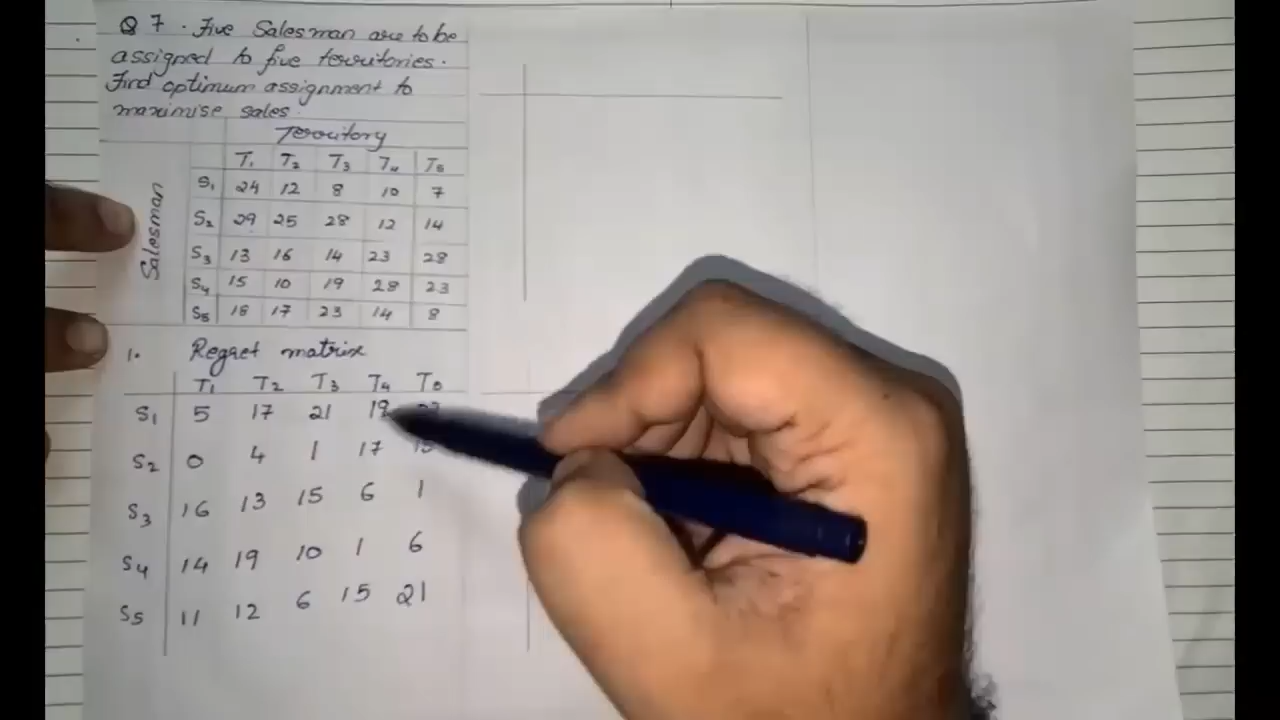 Q 7. Five Salesman are to be
assigned to five territories.
Find optimum assignment to
maximise sales.
Territory
Salesman
T1 T2 T3 T4 T5
S1 24 12 8 10 7
S2 29 25 28 12 14
S3 13 16 14 23 28
S4 15 10 19 28 23
S5 18 17 23 14 8
1. Regret matrix
T1 T2 T3 T4 T5
S1 5 17 21 19
S2 0 4 1 17 15
S3 16 13 15 6 1
S4 14 19 10 1 6
S5 11 12 6 15 21